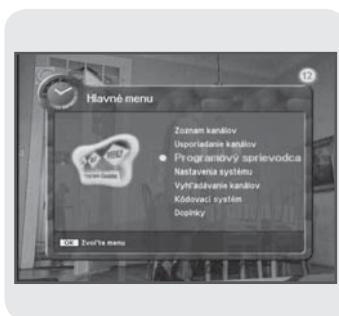 12
Hlavné menu
Zoznam kanálov
Usporiadanie kanálov
Programový sprievodca
Nastavenia systému
Vyhľadávanie kanálov
Kódovací systém
Doplnky
OK Zvoľte menu